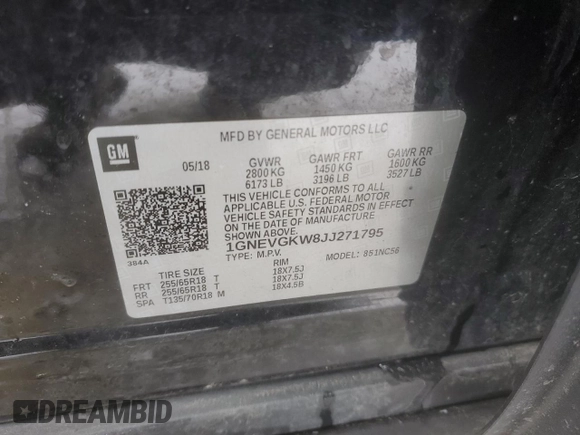 GM
MFD BY GENERAL MOTORS LLC
05/18
GVWR GAWR FRT GAWR RR
2800 KG 1450 KG 1600 KG
6173 LB 3196 LB 3527 LB
THIS VEHICLE CONFORMS TO ALL
APPLICABLE U.S. FEDERAL MOTOR
VEHICLE SAFETY STANDARDS IN EFFECT
ON THE DATE OF MANUFACTURE
SHOWN ABOVE.
1GNEVGKW8JJ271795
384A
TYPE: M.P.V. MODEL: 851NC56
TIRE SIZE RIM
FRT 255/65R18 T 18X7.5J
RR 255/65R18 T 18X7.5J
SPA T135/70R18 M 18X4.5B
DREAMBID